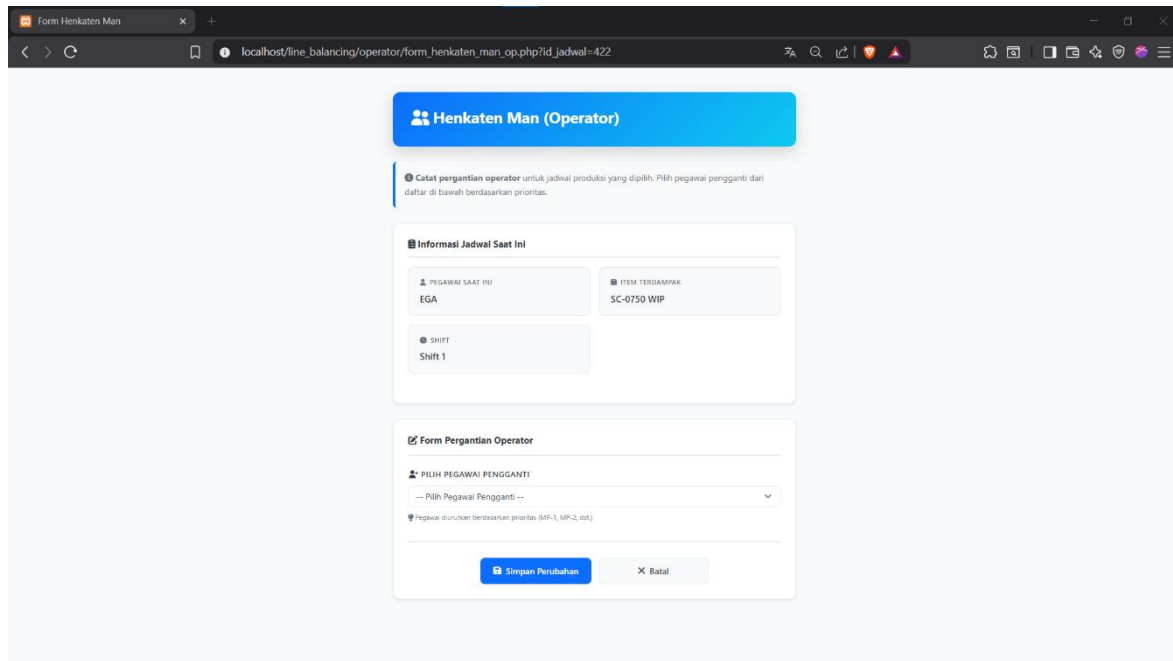 Form Henkaten Man
localhost/line_balancing/operator/form_henkaten_man_op.php?id_jadwal=422
Henkaten Man (Operator)
Catat pergantian operator untuk jadwal produksi yang dipilih. Pilih pegawai pengganti dari
daftar di bawah berdasarkan prioritas.
Informasi Jadwal Saat Ini
PEGAWAI SAAT INI
EGA
ITEM TERDAMPAK
SC-0750 WIP
SHIFT
Shift 1
Form Pergantian Operator
PILIH PEGAWAI PENGGANTI
-- Pilih Pegawai Pengganti --
Pegawai diurutkan berdasarkan prioritas (MP-1, MP-2, dst.)
Simpan Perubahan
Batal